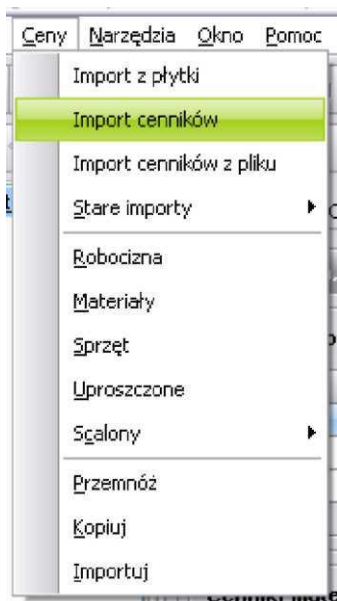 Ceny Narzędzia Okno Pomoc
Import z płytki
Import cenników
Import cenników z pliku
Stare importy
Robocizna
Materiały
Sprzęt
Uproszczone
Scalony
Przemnóż
Kopiuj
Importuj